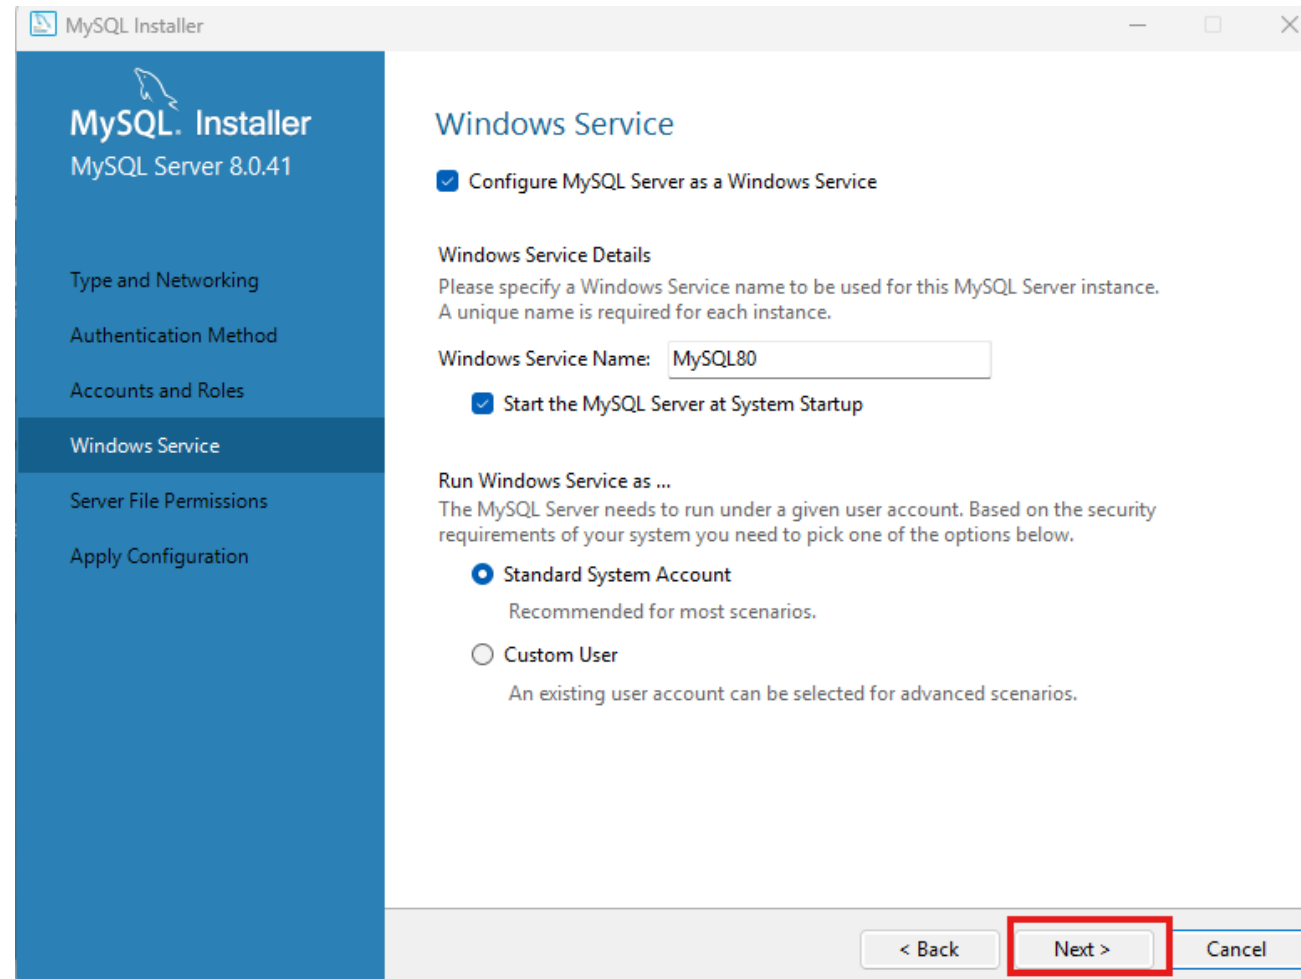 MySQL Installer
MySQL. Installer
MySQL Server 8.0.41
Type and Networking
Authentication Method
Accounts and Roles
Windows Service
Server File Permissions
Apply Configuration
Windows Service
Configure MySQL Server as a Windows Service
Windows Service Details
Please specify a Windows Service name to be used for this MySQL Server instance.
A unique name is required for each instance.
Windows Service Name: MySQL80
Start the MySQL Server at System Startup
Run Windows Service as ...
The MySQL Server needs to run under a given user account. Based on the security
requirements of your system you need to pick one of the options below.
Standard System Account
Recommended for most scenarios.
Custom User
An existing user account can be selected for advanced scenarios.
< Back Next > Cancel